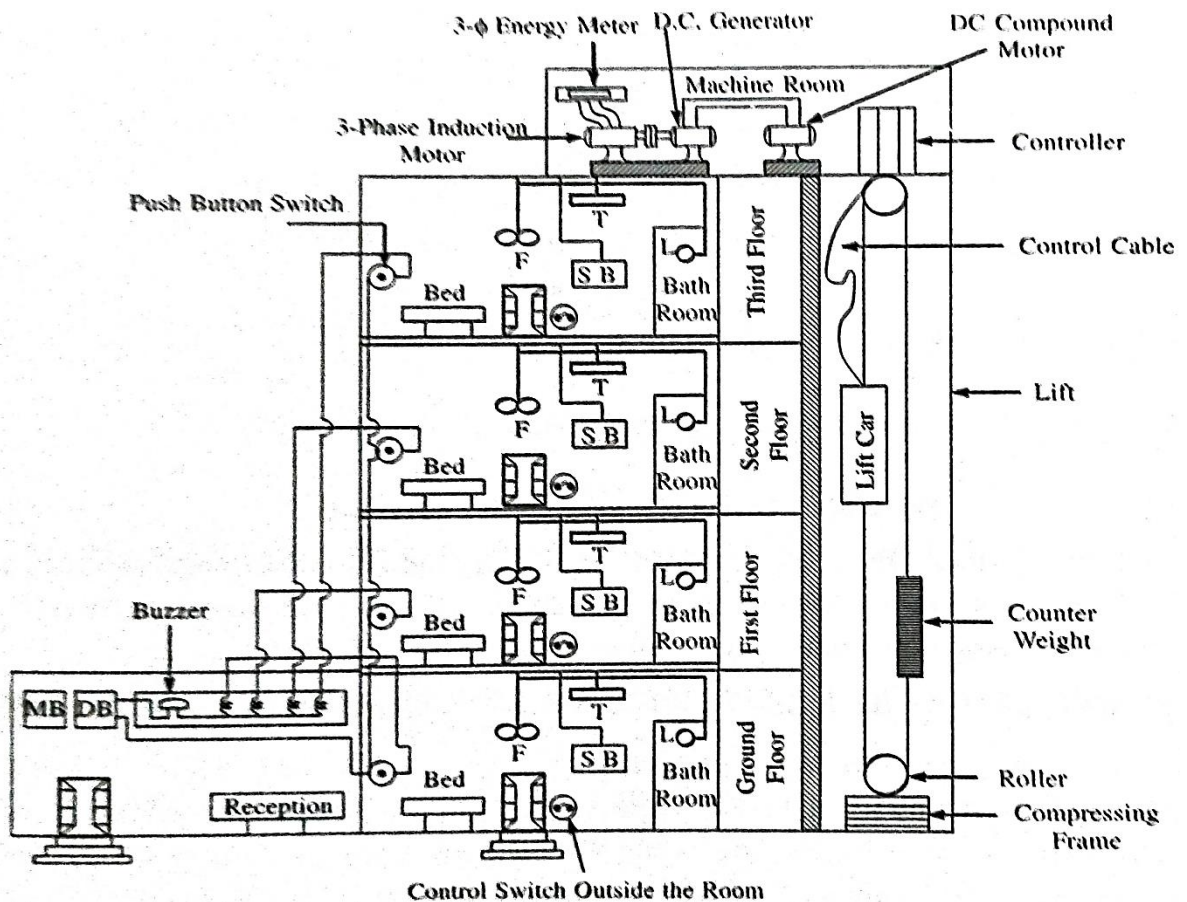 3-ϕ Energy Meter
D.C. Generator
DC Compound
Motor
Machine Room
3-Phase Induction
Motor
Controller
Push Button Switch
Control Cable
T
F
S B
L
Bath
Room
Bed
Third Floor
Lift
T
F
S B
L
Bath
Room
Bed
Second
Floor
Lift Car
T
F
S B
L
Bath
Room
Bed
First Floor
Buzzer
Counter
Weight
MB
DB
T
F
S B
L
Bath
Room
Bed
Ground
Floor
Reception
Roller
Compressing
Frame
Control Switch Outside the Room